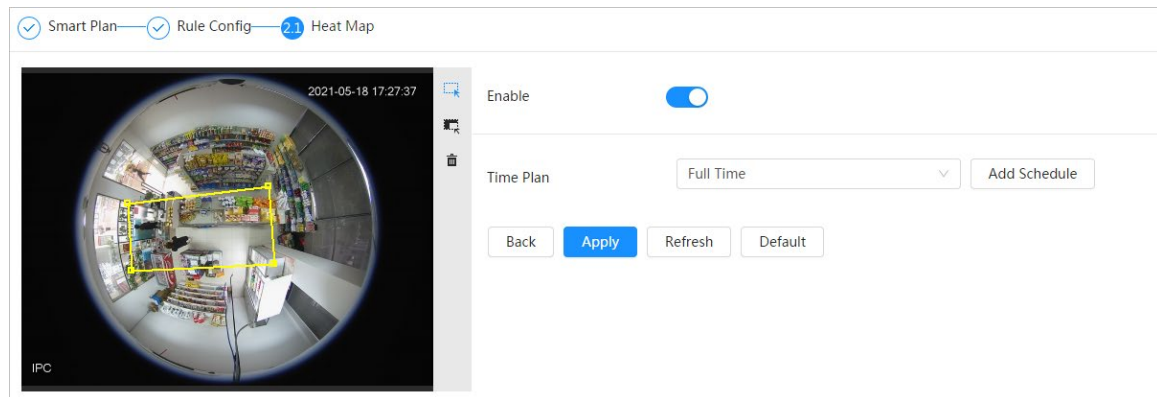 Smart Plan Rule Config 2.1 Heat Map
2021-05-18 17:27:37
IPC
Enable
Time Plan Full Time Add Schedule
Back Apply Refresh Default